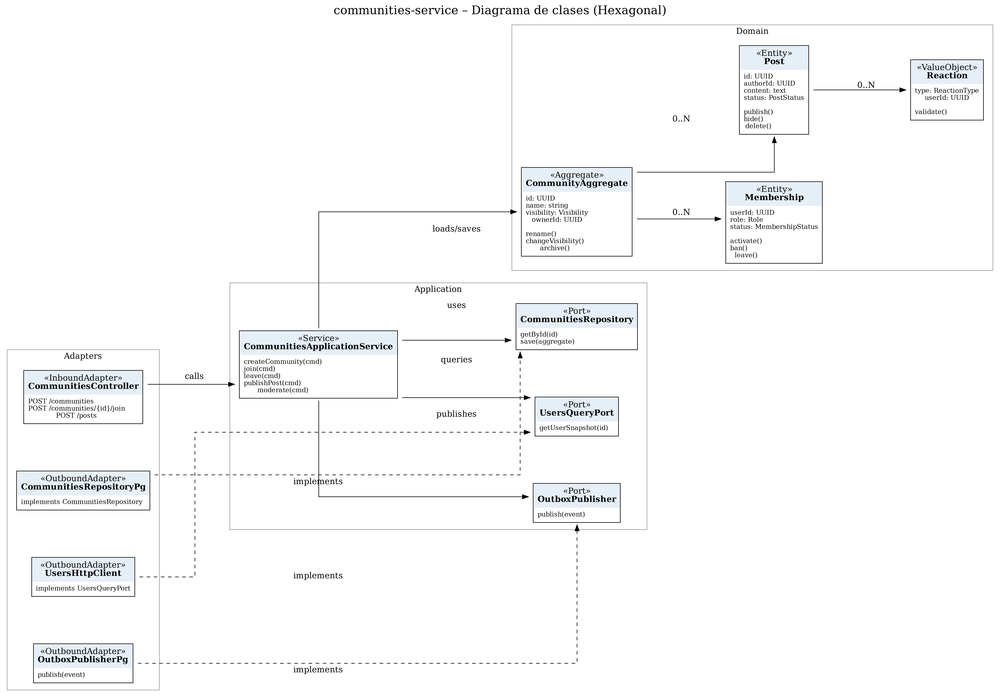 communities-service – Diagrama de clases (Hexagonal)
Domain
«Entity»
Post
id: UUID
authorId: UUID
content: text
status: PostStatus
publish()
hide()
delete()
0..N
«ValueObject»
Reaction
type: ReactionType
userId: UUID
validate()
0..N
«Aggregate»
CommunityAggregate
id: UUID
name: string
visibility: Visibility
ownerId: UUID
rename()
changeVisibility()
archive()
0..N
«Entity»
Membership
userId: UUID
role: Role
status: MembershipStatus
activate()
ban()
leave()
loads/saves
Application
uses
«Port»
CommunitiesRepository
getById(id)
save(aggregate)
«Service»
CommunitiesApplicationService
createCommunity(cmd)
join(cmd)
leave(cmd)
publishPost(cmd)
moderate(cmd)
queries
«Port»
UsersQueryPort
getUserSnapshot(id)
publishes
«Port»
OutboxPublisher
publish(event)
Adapters
«InboundAdapter»
CommunitiesController
POST /communities
POST /communities/{id}/join
POST /posts
calls
«OutboundAdapter»
CommunitiesRepositoryPg
implements CommunitiesRepository
implements
«OutboundAdapter»
UsersHttpClient
implements UsersQueryPort
implements
«OutboundAdapter»
OutboxPublisherPg
publish(event)
implements